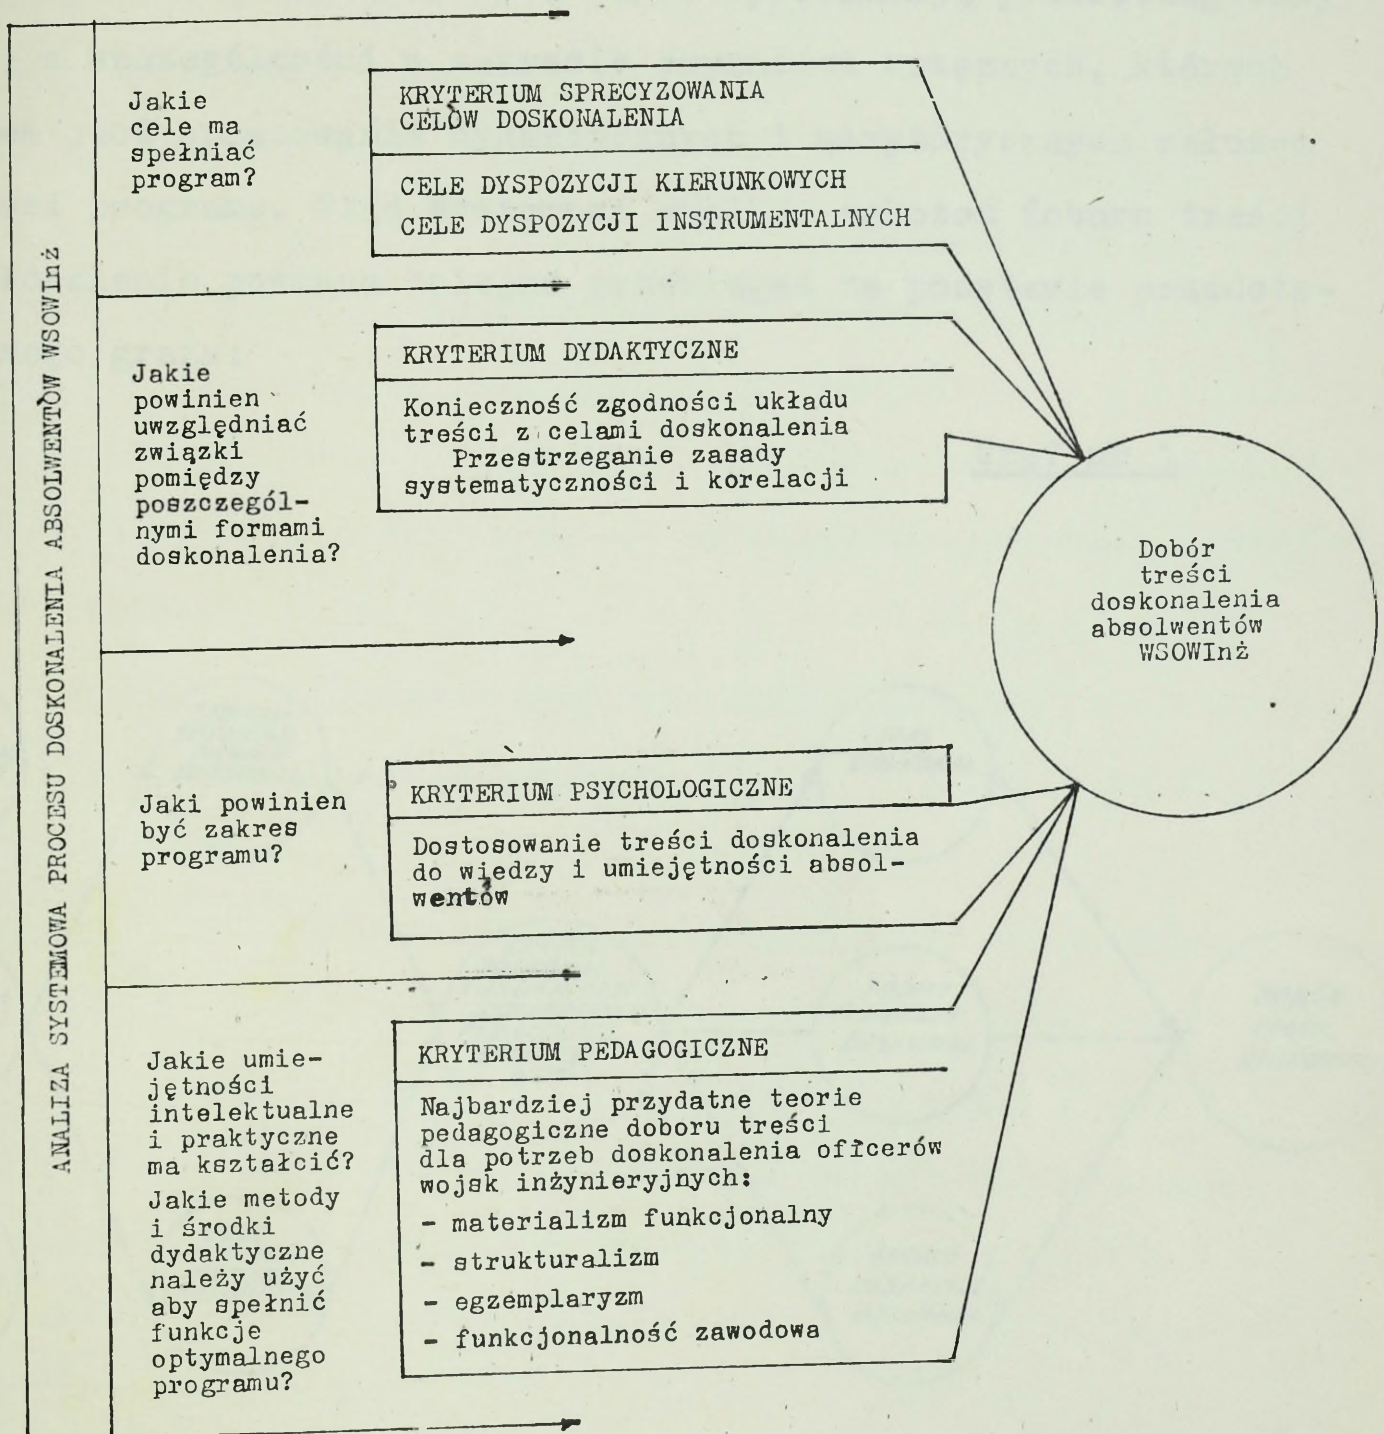 ANALIZA SYSTEMOWA PROCESU DOSKONALENIA ABSOLWENTÓW WSOWInż
Jakie
cele ma
spełniać
program?
KRYTERIUM SPRECYZOWANIA
CELÓW DOSKONALENIA
CELE DYSPOZYCJI KIERUNKOWYCH
CELE DYSPOZYCJI INSTRUMENTALNYCH
Jakie
powinien
uwzględniać
związki
pomiędzy
poszczegól-
nymi formami
doskonalenia?
KRYTERIUM DYDAKTYCZNE
Konieczność zgodności układu
treści z celami doskonalenia
Przestrzeganie zasady
systematyczności i korelacji
Dobór
treści
doskonalenia
absolwentów
WSOWInż
Jaki powinien
być zakres
programu?
KRYTERIUM PSYCHOLOGICZNE
Dostosowanie treści doskonalenia
do wiedzy i umiejętności absol-
wentów
Jakie umie-
jętności
intelektualne
i praktyczne
ma kształcić?
Jakie metody
i środki
dydaktyczne
należy użyć
aby spełnić
funkcje
optymalnego
programu?
KRYTERIUM PEDAGOGICZNE
Najbardziej przydatne teorie
pedagogiczne doboru treści
dla potrzeb doskonalenia oficerów
wojsk inżynieryjnych:
- materializm funkcjonalny
- strukturalizm
- egzemplaryzm
- funkcjonalność zawodowa